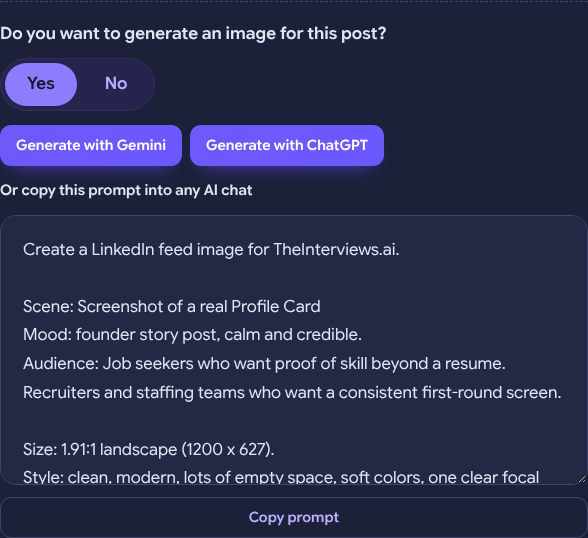 Do you want to generate an image for this post?
Yes No
Generate with Gemini Generate with ChatGPT
Or copy this prompt into any AI chat
Create a LinkedIn feed image for TheInterviews.ai.
Scene: Screenshot of a real Profile Card
Mood: founder story post, calm and credible.
Audience: Job seekers who want proof of skill beyond a resume.
Recruiters and staffing teams who want a consistent first-round screen.
Size: 1.91:1 landscape (1200 x 627).
Style: clean, modern, lots of empty space, soft colors, one clear focal
Copy prompt